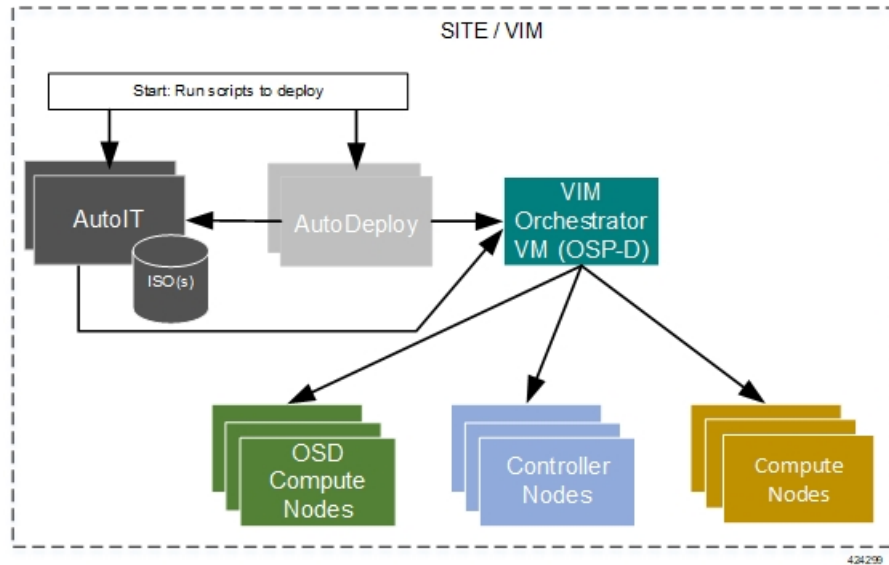 SITE / VIM
Start: Run scripts to deploy
AutoIT
ISO(s)
AutoDeploy
VIM
Orchestrator
VM (OSP-D)
OSD
Compute
Nodes
Controller
Nodes
Compute
Nodes
424299